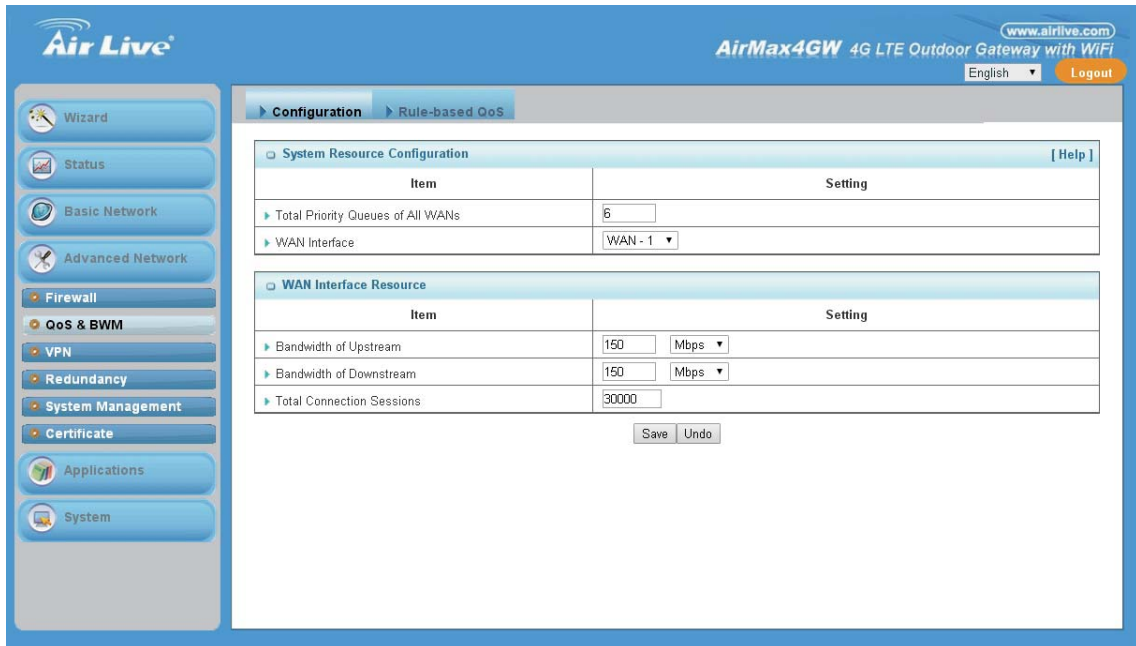 Air Live
www.airlive.com
AirMax4GW 4G LTE Outdoor Gateway with WiFi
English
Logout
Wizard
Status
Basic Network
Advanced Network
Firewall
QoS & BWM
VPN
Redundancy
System Management
Certificate
Applications
System
Configuration
Rule-based QoS
System Resource Configuration [ Help ]
Item Setting
Total Priority Queues of All WANs 6
WAN Interface WAN - 1
WAN Interface Resource
Item Setting
Bandwidth of Upstream 150 Mbps
Bandwidth of Downstream 150 Mbps
Total Connection Sessions 30000
Save Undo